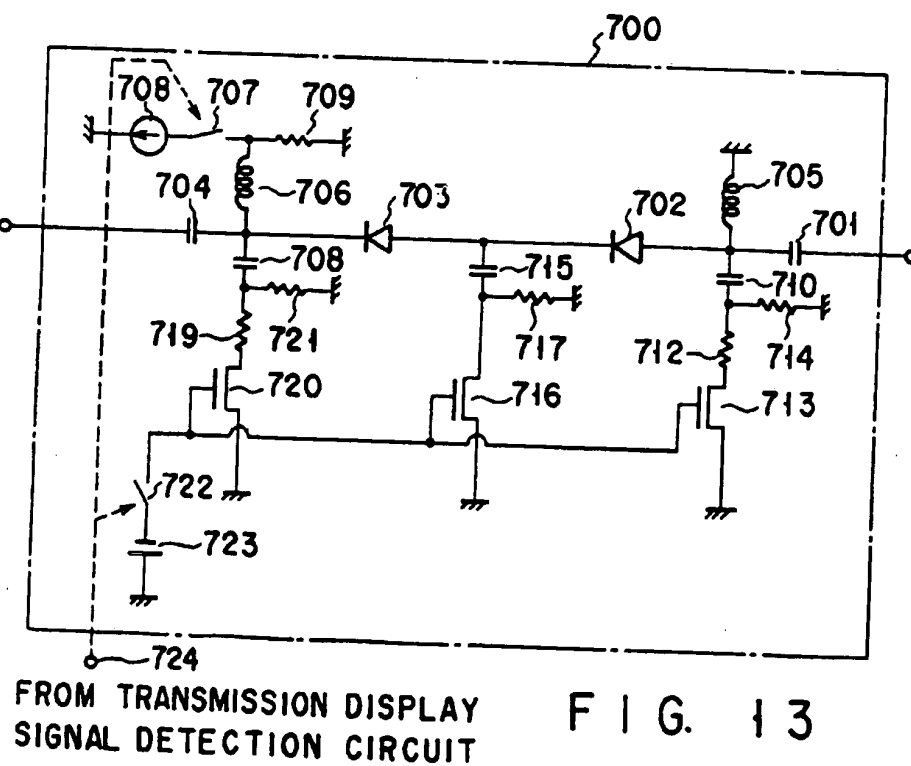 700
708 707 709
704 706 703 702 705 701
708 715 710
719 721 717 712 714
720 716 713
722
723
724
FROM TRANSMISSION DISPLAY
SIGNAL DETECTION CIRCUIT
FIG. 13